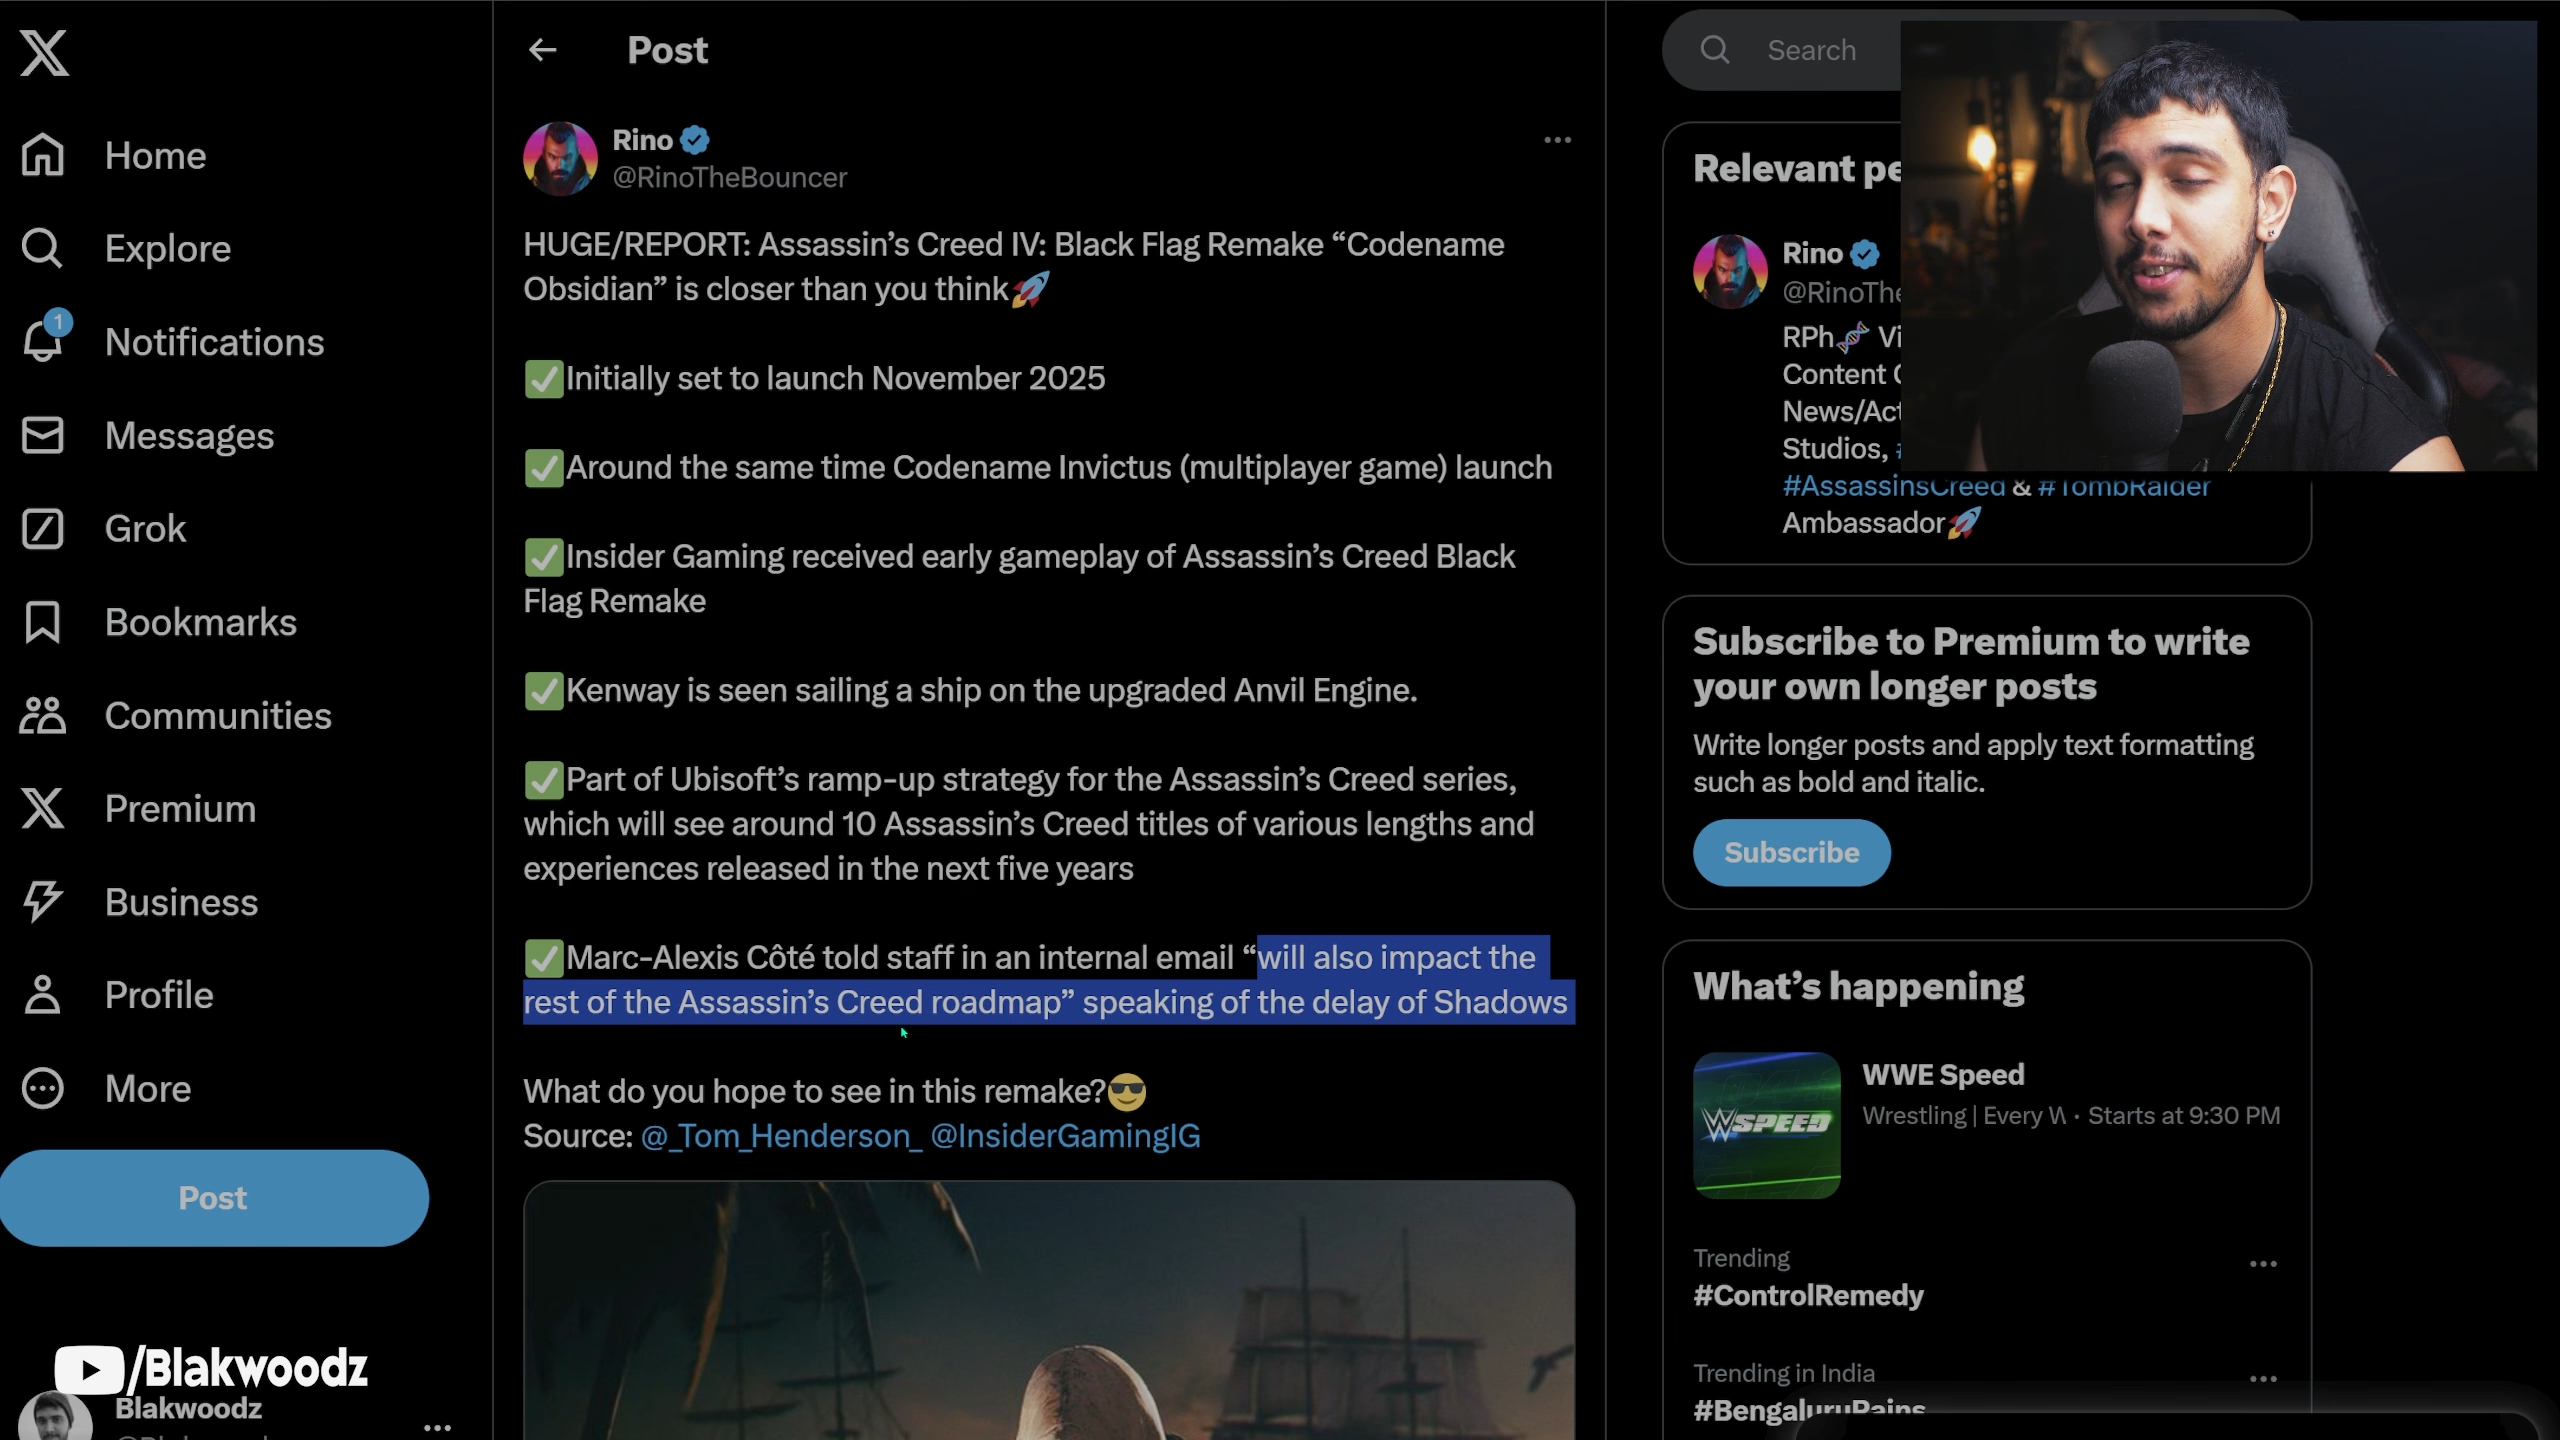 Home
Explore
1
Notifications
Messages
Grok
Bookmarks
Communities
Premium
Business
Profile
More
Post
/Blakwoodz
Blakwoodz
Post
Rino
@RinoTheBouncer
HUGE/REPORT: Assassin’s Creed IV: Black Flag Remake “Codename
Obsidian” is closer than you think🚀
✅Initially set to launch November 2025
✅Around the same time Codename Invictus (multiplayer game) launch
✅Insider Gaming received early gameplay of Assassin’s Creed Black
Flag Remake
✅Kenway is seen sailing a ship on the upgraded Anvil Engine.
✅Part of Ubisoft’s ramp-up strategy for the Assassin’s Creed series,
which will see around 10 Assassin’s Creed titles of various lengths and
experiences released in the next five years
✅Marc-Alexis Côté told staff in an internal email “will also impact the
rest of the Assassin’s Creed roadmap” speaking of the delay of Shadows
What do you hope to see in this remake?😎
Source: @_Tom_Henderson_ @InsiderGamingIG
Search
Relevant pe
Rino
@RinoThe
RPh🧬 Vi
Content
News/Act
Studios, #
#AssassinsCreed & #TombRaider
Ambassador🚀
Subscribe to Premium to write
your own longer posts
Write longer posts and apply text formatting
such as bold and italic.
Subscribe
What’s happening
W SPEED
WWE Speed
Wrestling | Every W · Starts at 9:30 PM
Trending
#ControlRemedy
Trending in India
#BengaluruRains